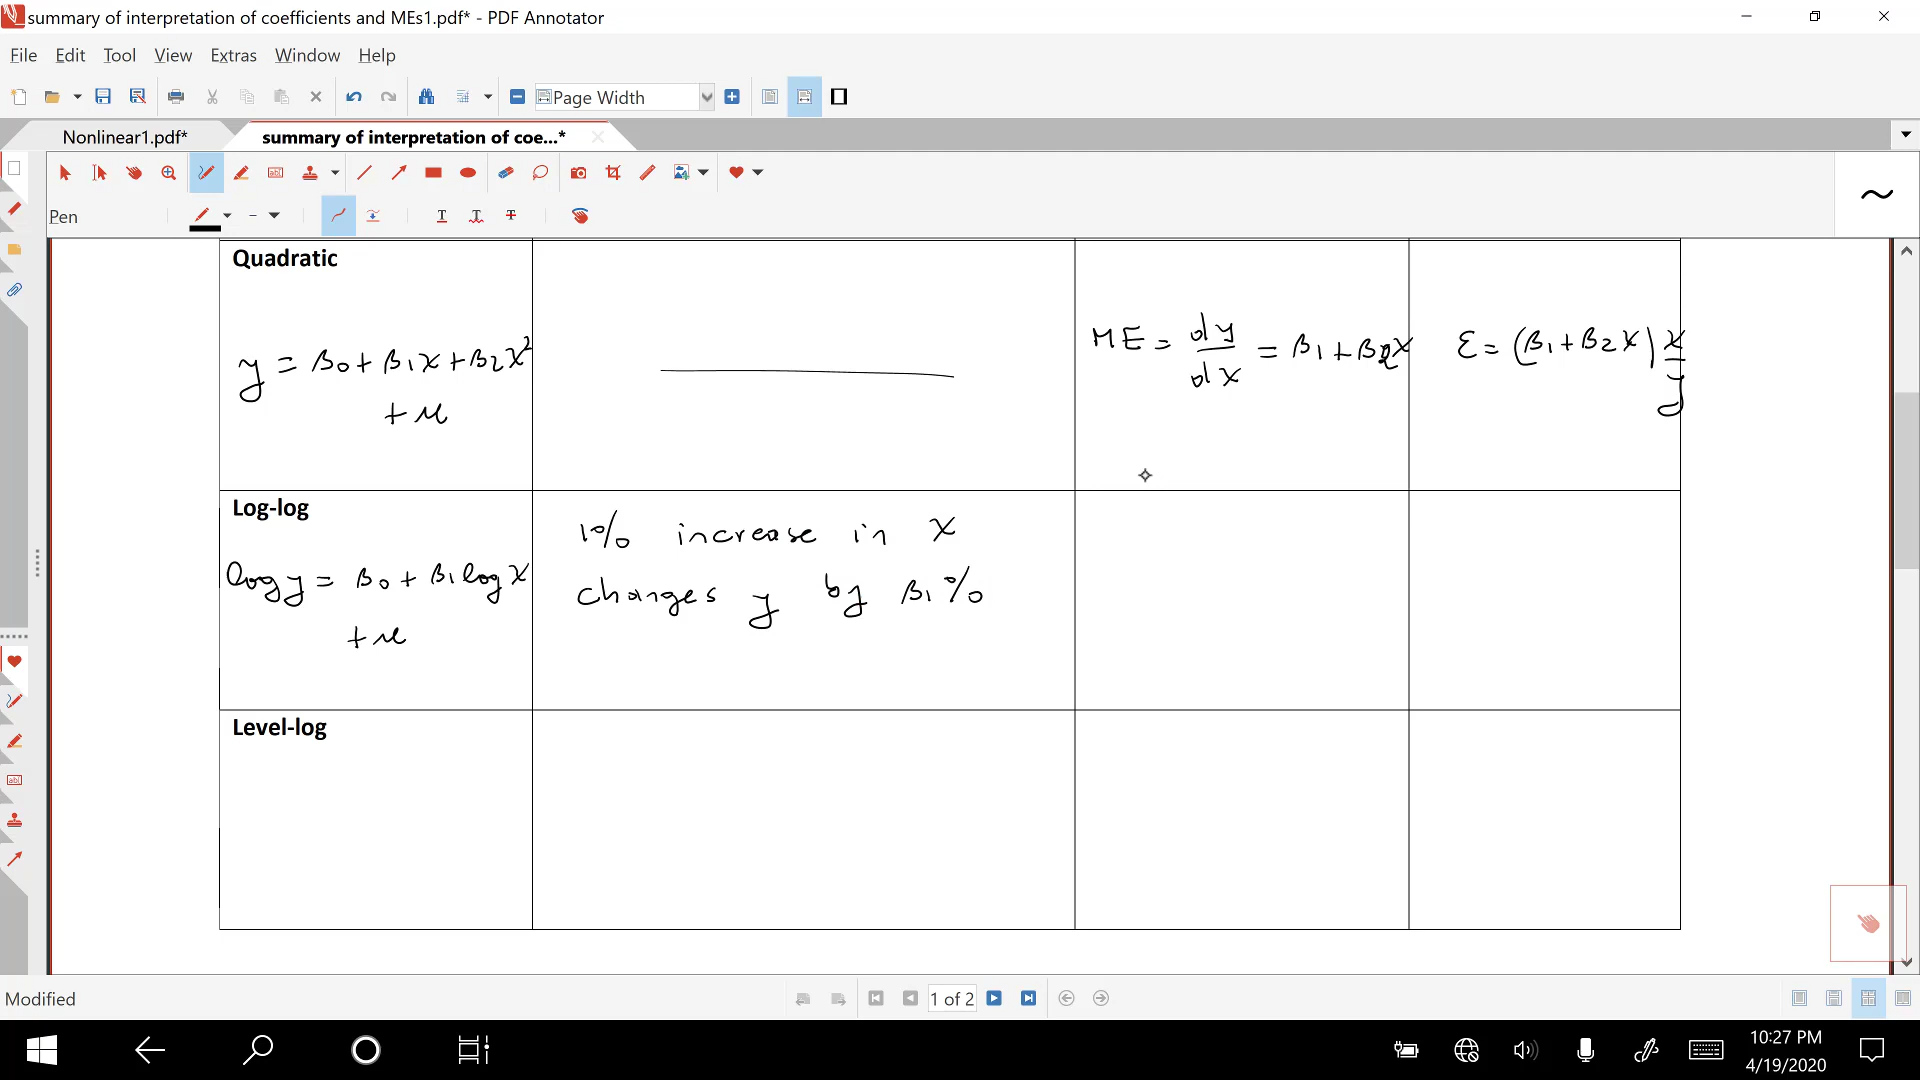 summary of interpretation of coefficients and MEs1.pdf* - PDF Annotator
File Edit Tool View Extras Window Help
Page Width
Nonlinear1.pdf*
summary of interpretation of coe...*
Pen
Quadratic
y = β0 + β1x + β2x²
+ u
ME = dy/dx = β1 + β2x
ε = (β1 + β2x) x/y
Log-log
log y = β0 + β1 log x
+ u
1% increase in x
changes y by β1%
Level-log
Modified
1 of 2
10:27 PM
4/19/2020